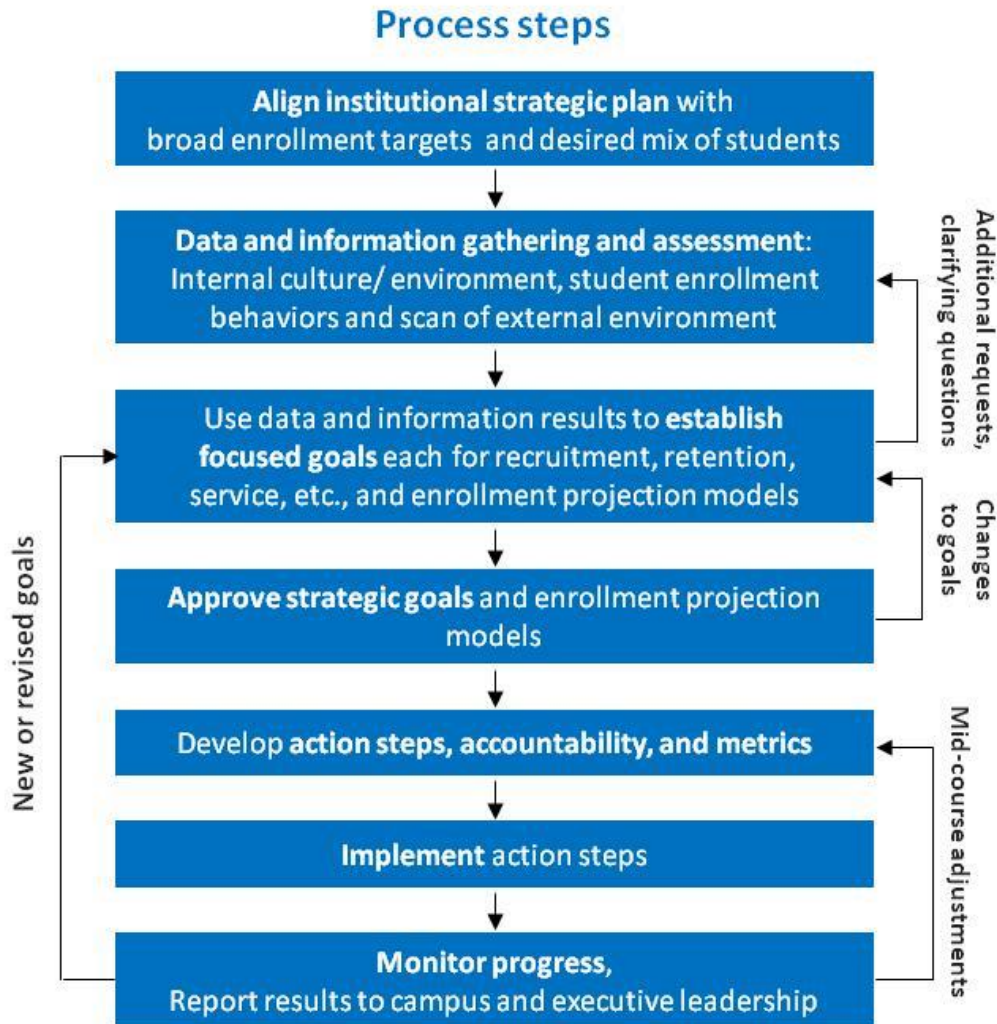 Process steps
Align institutional strategic plan with
broad enrollment targets and desired mix of students
Data and information gathering and assessment:
Internal culture/ environment, student enrollment
behaviors and scan of external environment
Additional requests,
clarifying questions
Use data and information results to establish
focused goals each for recruitment, retention,
service, etc., and enrollment projection models
Changes
to goals
Approve strategic goals and enrollment projection
models
New or revised goals
Develop action steps, accountability, and metrics
Implement action steps
Mid-course adjustments
Monitor progress,
Report results to campus and executive leadership